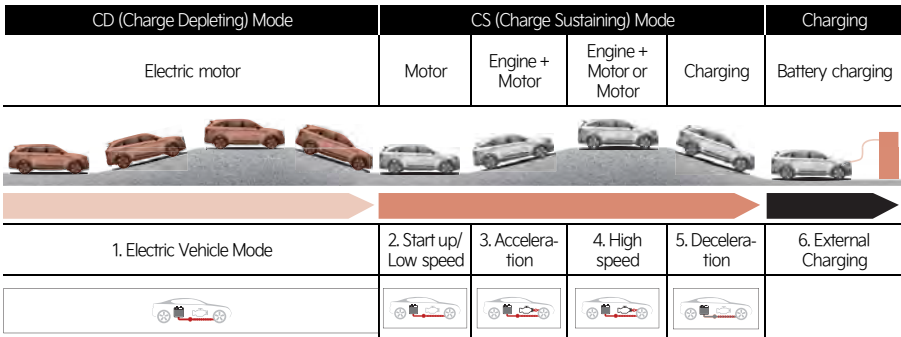 CD (Charge Depleting) Mode
CS (Charge Sustaining) Mode
Charging
Electric motor
Motor
Engine +
Motor
Engine +
Motor or
Motor
Charging
Battery charging
1. Electric Vehicle Mode
2. Start up/
Low speed
3. Accelera-
tion
4. High
speed
5. Decelera-
tion
6. External
Charging